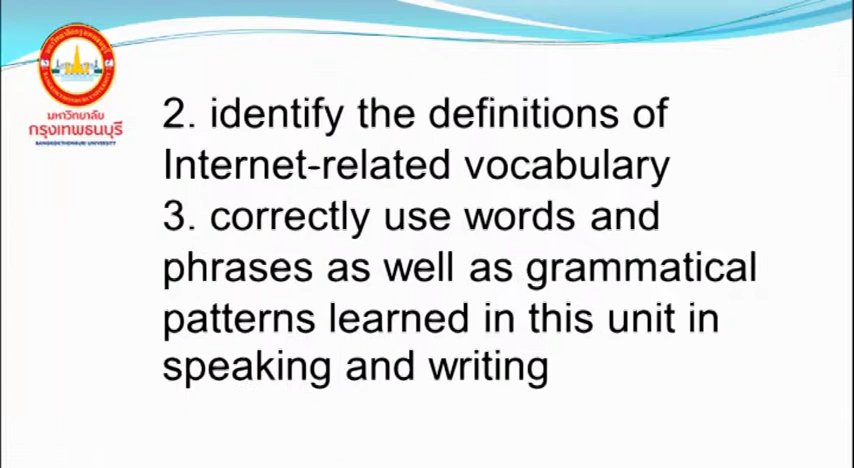 มหาวิทยาลัย
กรุงเทพธนบุรี
BANGKOKTHONBURI UNIVERSITY
2. identify the definitions of
Internet-related vocabulary
3. correctly use words and
phrases as well as grammatical
patterns learned in this unit in
speaking and writing